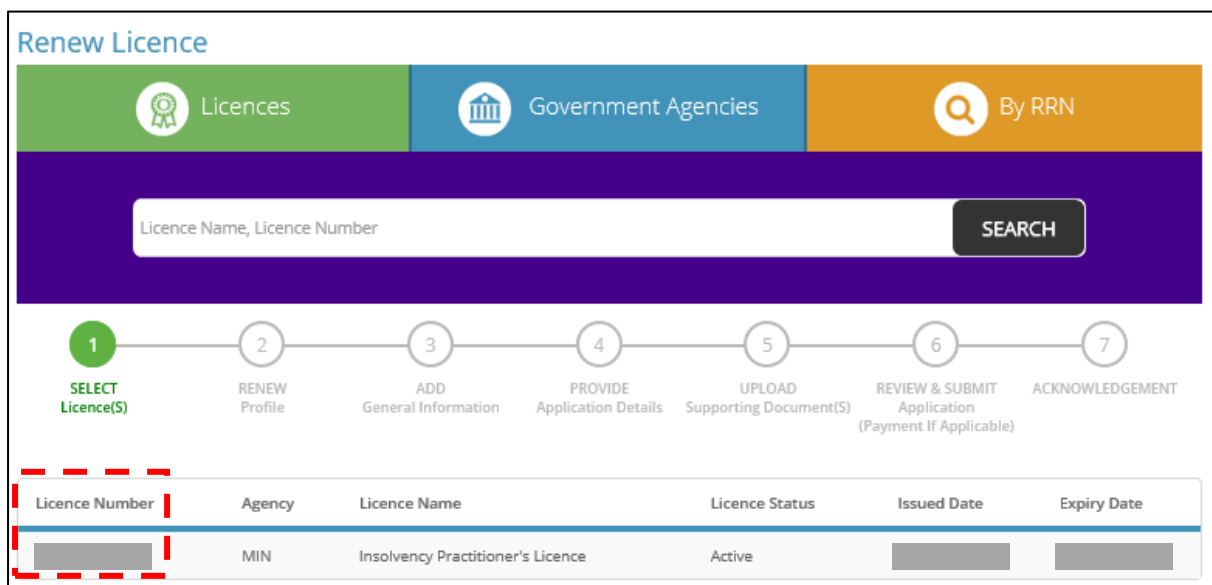 Renew Licence
Licences
Government Agencies
By RRN
Licence Name, Licence Number
SEARCH
1
2
3
4
5
6
7
SELECT
Licence(S)
RENEW
Profile
ADD
General Information
PROVIDE
Application Details
UPLOAD
Supporting Document(S)
REVIEW & SUBMIT
Application
(Payment If Applicable)
ACKNOWLEDGEMENT
Licence Number Agency Licence Name Licence Status Issued Date Expiry Date
MIN Insolvency Practitioner's Licence Active